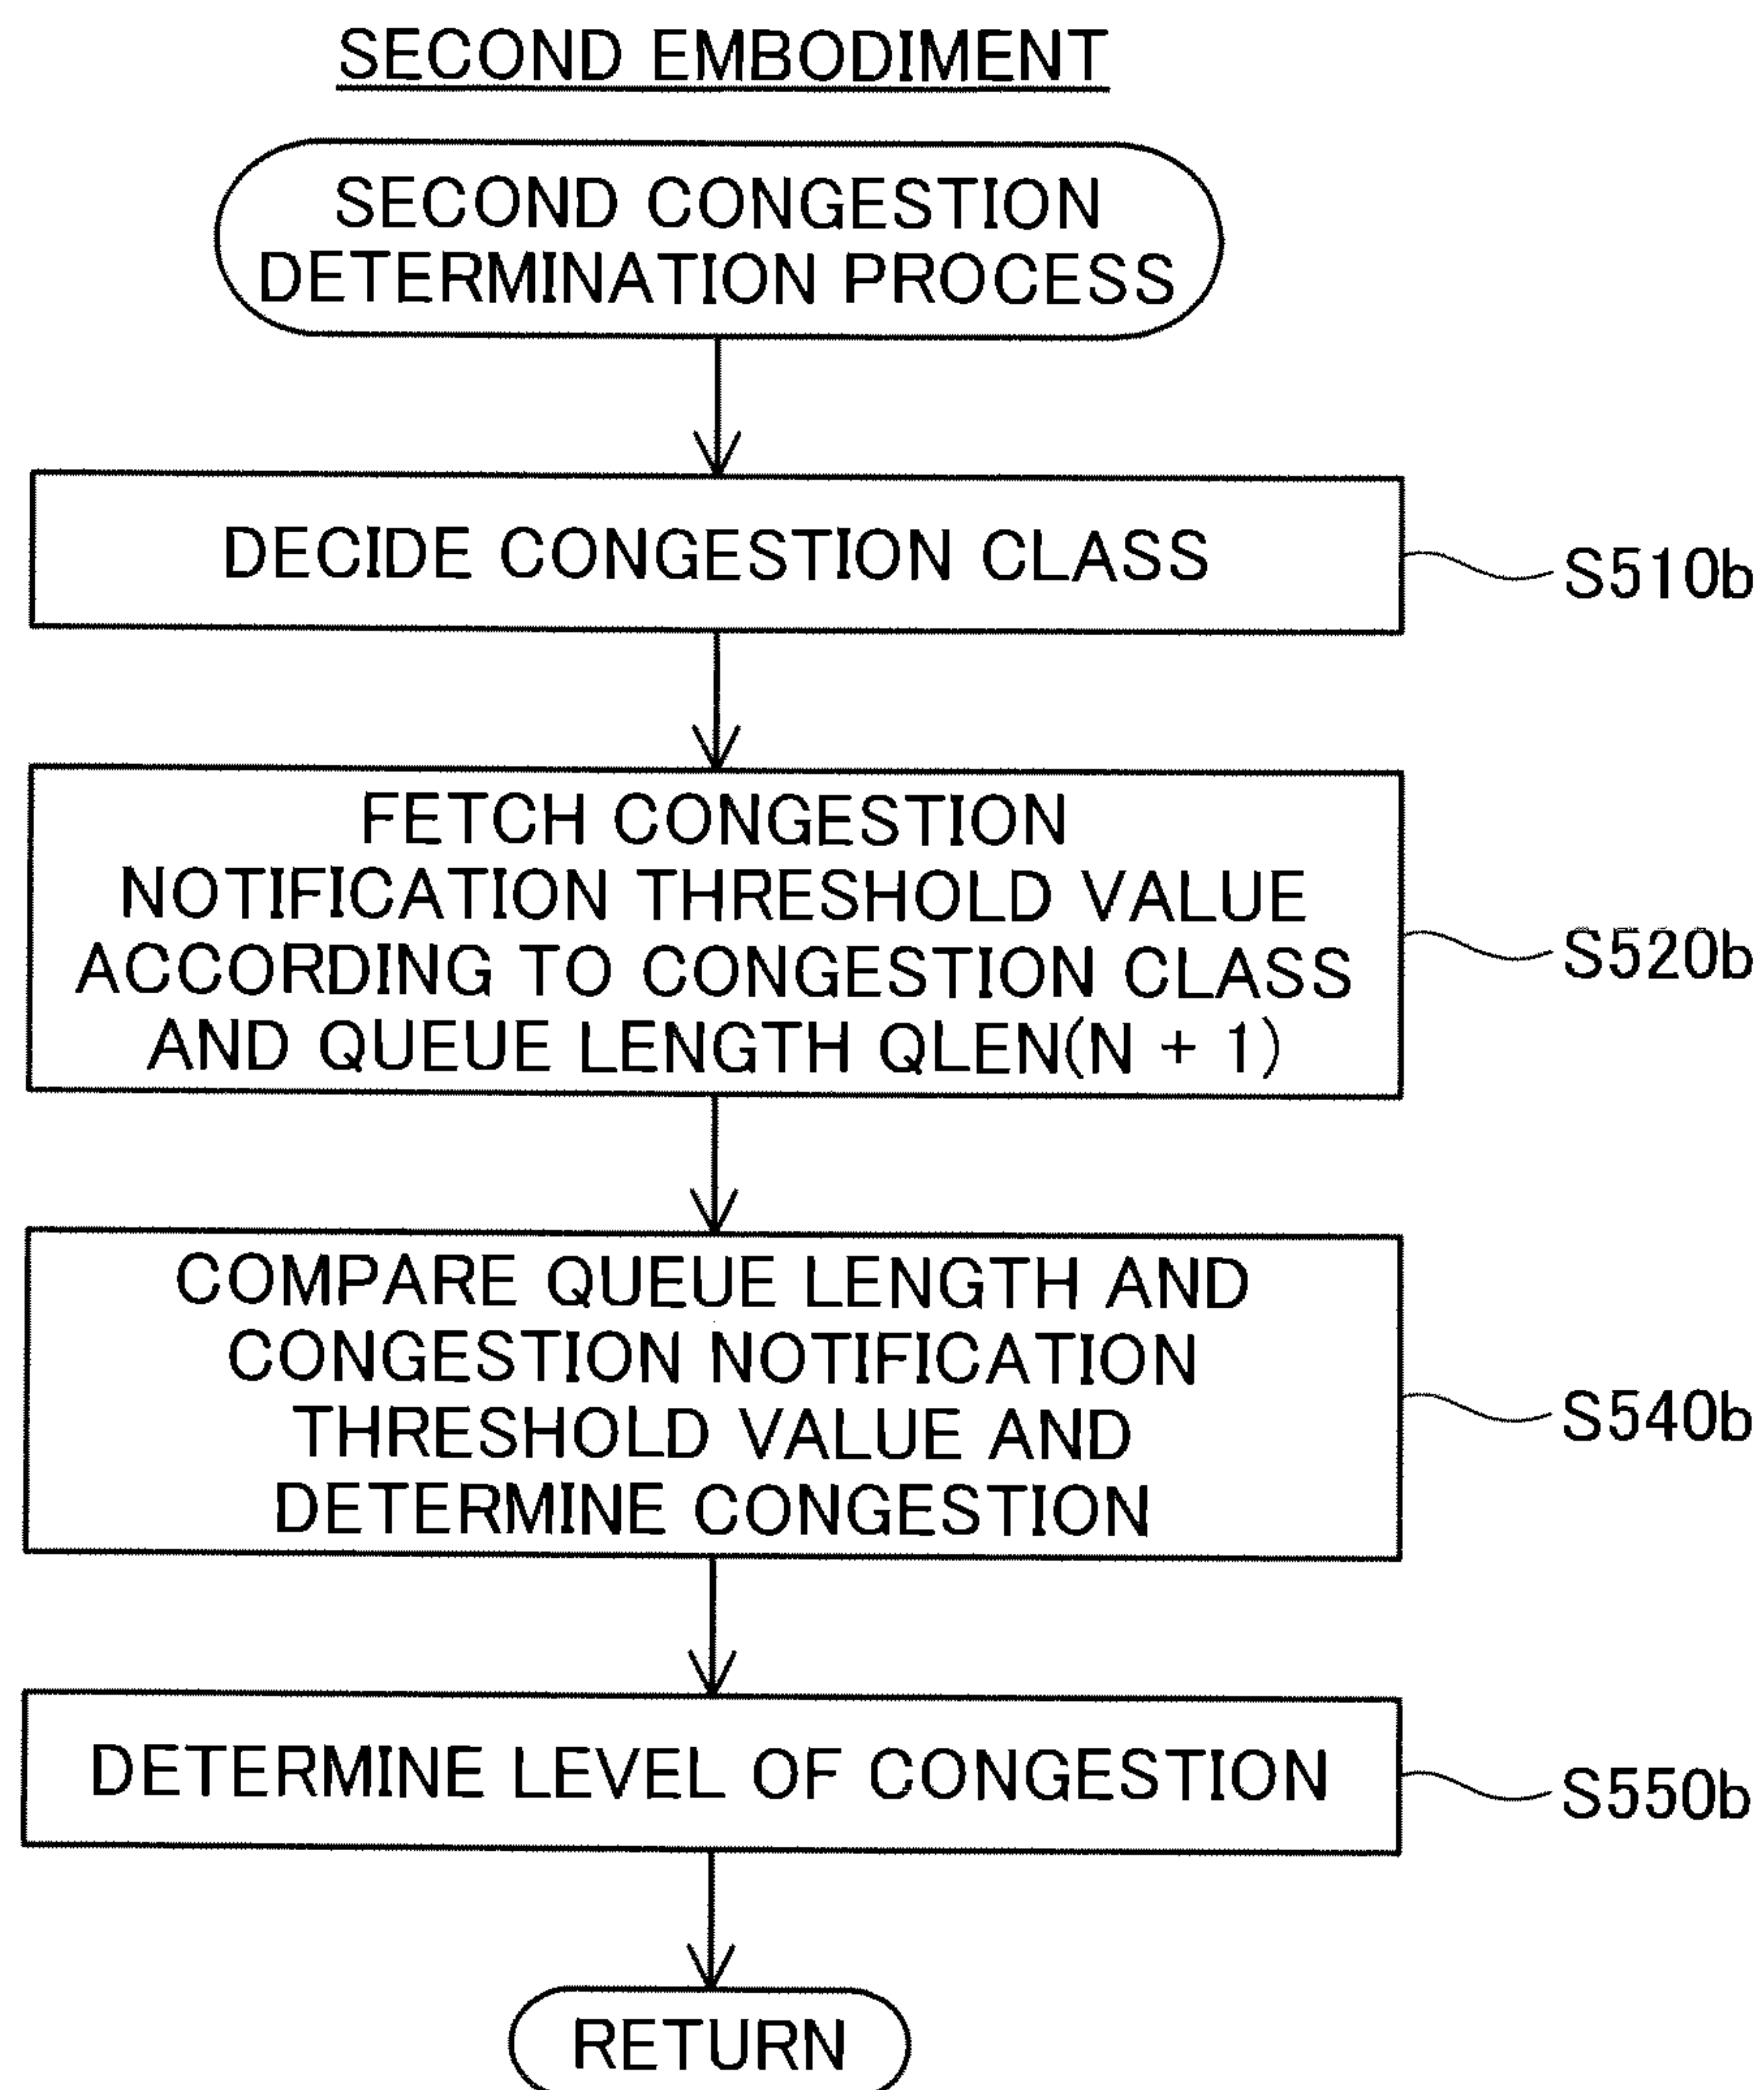 SECOND EMBODIMENT
SECOND CONGESTION
DETERMINATION PROCESS
DECIDE CONGESTION CLASS
S510b
FETCH CONGESTION
NOTIFICATION THRESHOLD VALUE
ACCORDING TO CONGESTION CLASS
AND QUEUE LENGTH QLEN(N + 1)
S520b
COMPARE QUEUE LENGTH AND
CONGESTION NOTIFICATION
THRESHOLD VALUE AND
DETERMINE CONGESTION
S540b
DETERMINE LEVEL OF CONGESTION
S550b
RETURN